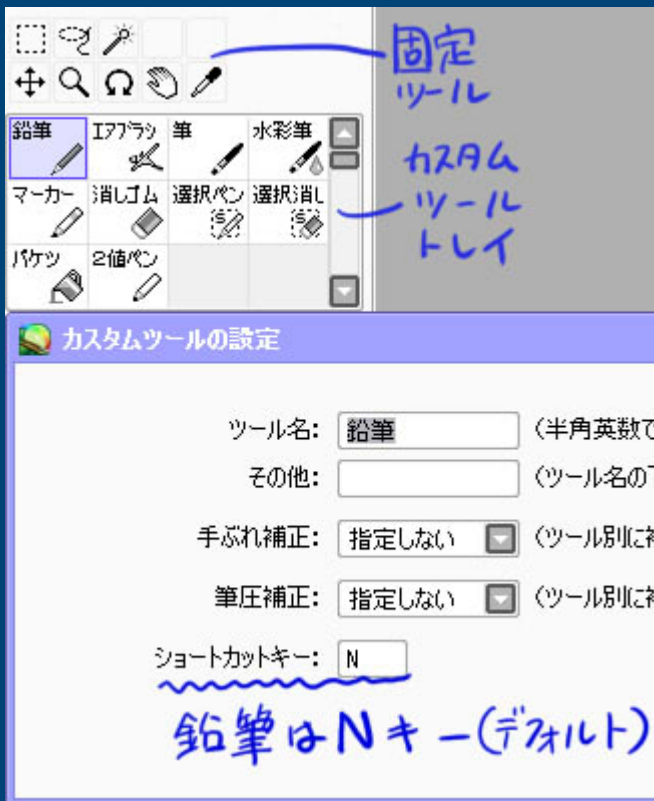 固定
ツール
鉛筆 エアブラシ 筆 水彩筆
カスタム
ツール
トレイ
マーカー 消しゴム 選択ペン 選択消し
バケツ 2値ペン
カスタムツールの設定
ツール名: 鉛筆 (半角英数で
その他: (ツール名の
手ぶれ補正: 指定しない (ツール別に
筆圧補正: 指定しない (ツール別に
ショートカットキー: N
鉛筆はNキー(デフォルト)